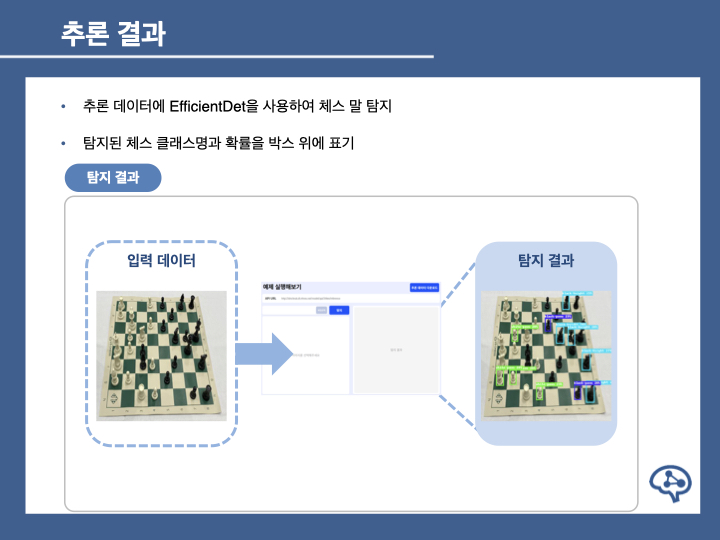 추론 결과
• 추론 데이터에 EfficientDet을 사용하여 체스 말 탐지
• 탐지된 체스 클래스명과 확률을 박스 위에 표기
탐지 결과
입력 데이터
탐지 결과
예제 실행해보기
API URL